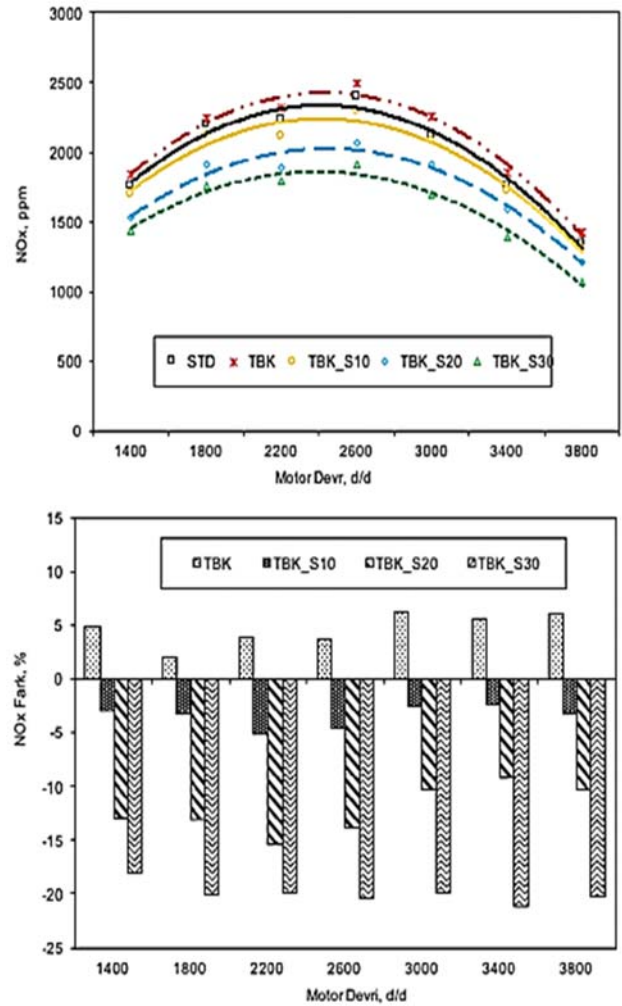 3000
2500
2000
1500
1000
500
0
NOx, ppm
STD TBK TBK_S10 TBK_S20 TBK_S30
1400 1800 2200 2600 3000 3400 3800
Motor Devr, d/d
15
10
5
0
-5
-10
-15
-20
-25
NOx Fark, %
TBK TBK_S10 TBK_S20 TBK_S30
1400 1800 2200 2600 3000 3400 3800
Motor Devri, d/d